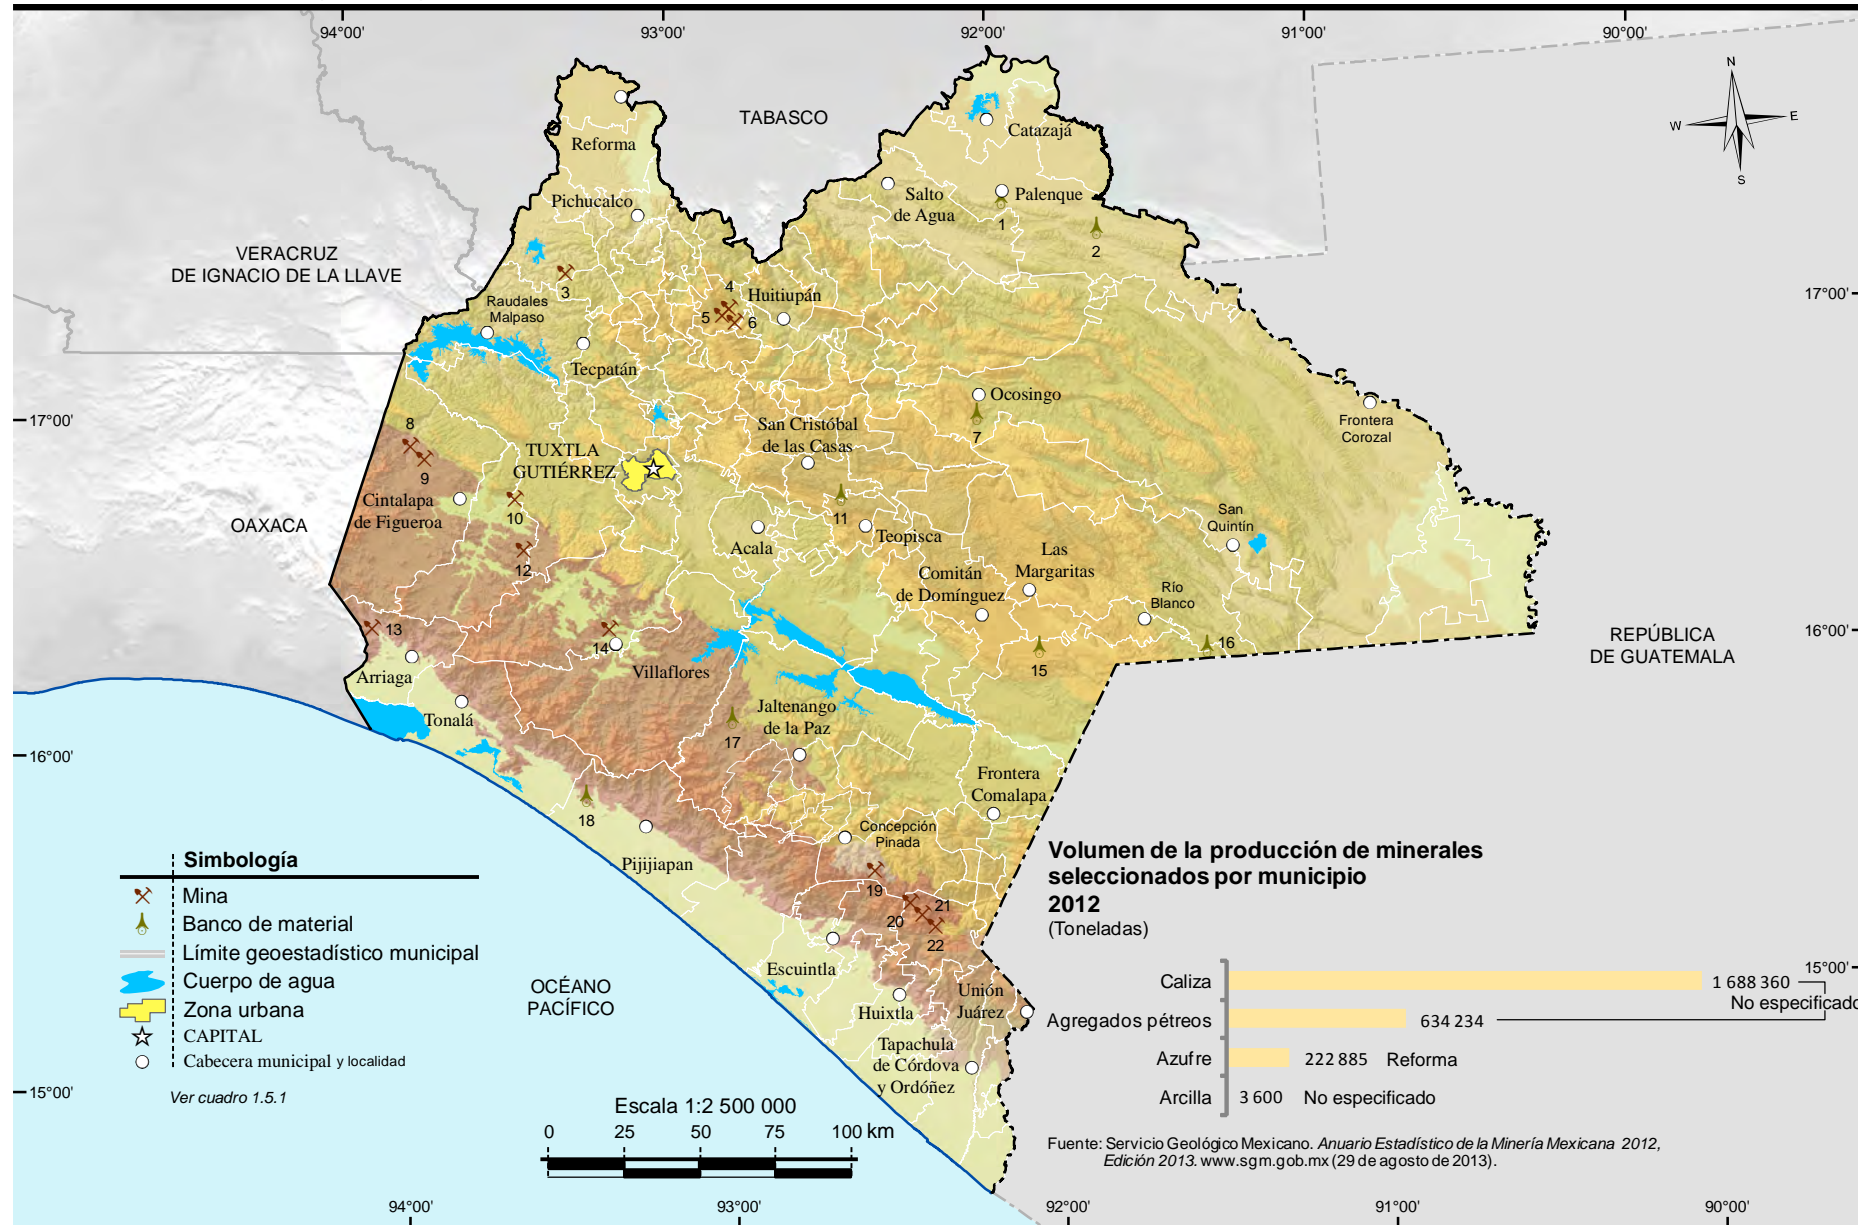 94°00'
93°00'
92°00'
91°00'
90°00'
N
W
E
S
TABASCO
Catazajá
Reforma
Salto
de Agua
Palenque
Pichucalco
1
2
VERACRUZ
DE IGNACIO DE LA LLAVE
3
4
5
6
Huitiupán
17°00'
Raudales
Malpaso
Tecpatán
Ocosingo
7
17°00'
San Cristóbal
de las Casas
Frontera
Corozal
8
9
TUXTLA
GUTIÉRREZ
Cintalapa
de Figueroa
10
11
San
Quintín
OAXACA
Acala
Teopisca
Las
Margaritas
12
Comitán
de Domínguez
Río
Blanco
13
14
16
16°00'
REPÚBLICA
DE GUATEMALA
15
Arriaga
Villaflores
Tonalá
Jaltenango
de la Paz
17
16°00'
Frontera
Comalapa
18
Concepción
Pinada
Pijijiapan
19
20
21
22
Simbología
Mina
Banco de material
Límite geoestadístico municipal
Cuerpo de agua
Zona urbana
CAPITAL
Cabecera municipal y localidad
Ver cuadro 1.5.1
OCÉANO
PACÍFICO
Escuintla
Huixtla
Unión
Juárez
Tapachula
de Córdova
y Ordóñez
15°00'
15°00'
Escala 1:2 500 000
0 25 50 75 100 km
Volumen de la producción de minerales
seleccionados por municipio
2012
(Toneladas)
Caliza 1 688 360
No especificado
Agregados pétreos 634 234
Azufre 222 885 Reforma
Arcilla 3 600 No especificado
Fuente: Servicio Geológico Mexicano. Anuario Estadístico de la Minería Mexicana 2012,
Edición 2013. www.sgm.gob.mx (29 de agosto de 2013).
94°00'
93°00'
92°00'
91°00'
90°00'